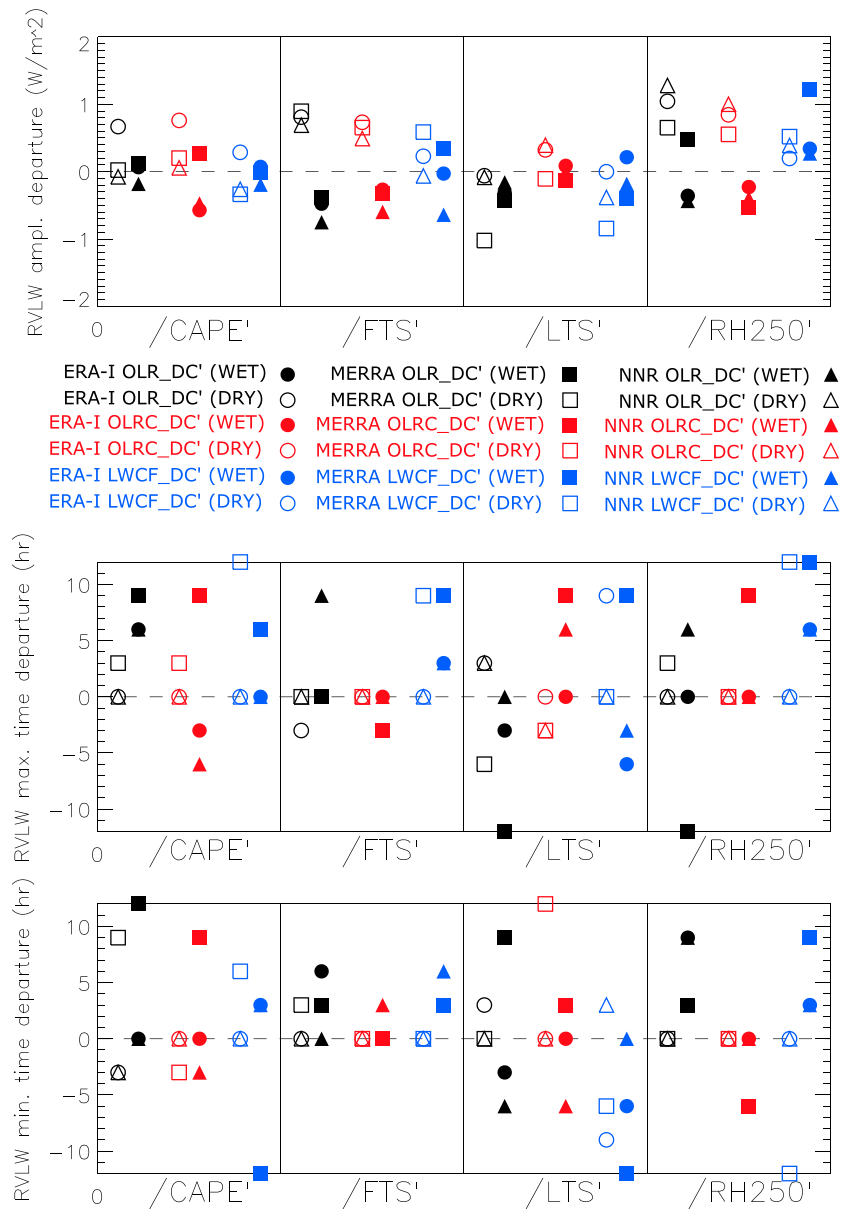 RVLW ampl. departure (W/m^2)
2
1
0
−1
−2
0 /CAPE' /FTS' /LTS' /RH250'
ERA-I OLR_DC' (WET) MERRA OLR_DC' (WET) NNR OLR_DC' (WET)
ERA-I OLR_DC' (DRY) MERRA OLR_DC' (DRY) NNR OLR_DC' (DRY)
ERA-I OLRC_DC' (WET) MERRA OLRC_DC' (WET) NNR OLRC_DC' (WET)
ERA-I OLRC_DC' (DRY) MERRA OLRC_DC' (DRY) NNR OLRC_DC' (DRY)
ERA-I LWCF_DC' (WET) MERRA LWCF_DC' (WET) NNR LWCF_DC' (WET)
ERA-I LWCF_DC' (DRY) MERRA LWCF_DC' (DRY) NNR LWCF_DC' (DRY)
RVLW max. time departure (hr)
10
5
0
−5
−10
0 /CAPE' /FTS' /LTS' /RH250'
RVLW min. time departure (hr)
10
5
0
−5
−10
0 /CAPE' /FTS' /LTS' /RH250'